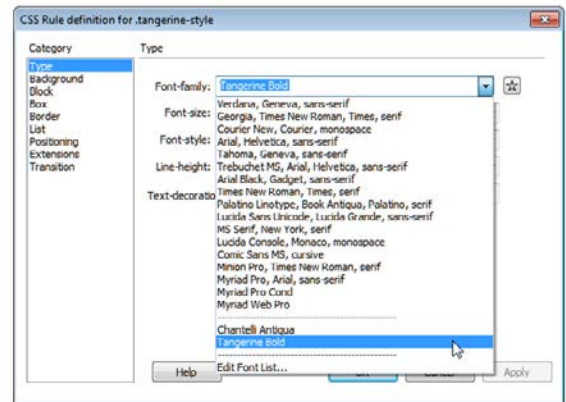 CSS Rule definition for .tangerine-style
Category
Type
Type
Background
Block
Box
Border
List
Positioning
Extensions
Transition
Font-family: Tangerine Bold
Font-size:
Font-style:
Line-height:
Text-decoratio
Verdana, Geneva, sans-serif
Georgia, Times New Roman, Times, serif
Courier New, Courier, monospace
Arial, Helvetica, sans-serif
Tahoma, Geneva, sans-serif
Trebuchet MS, Arial, Helvetica, sans-serif
Arial Black, Gadget, sans-serif
Times New Roman, Times, serif
Palatino Linotype, Book Antiqua, Palatino, serif
Lucida Sans Unicode, Lucida Grande, sans-serif
MS Serif, New York, serif
Lucida Console, Monaco, monospace
Comic Sans MS, cursive
Minion Pro, Times New Roman, serif
Myriad Pro, Arial, sans-serif
Myriad Pro Cond
Myriad Web Pro
Chantelli Antiqua
Tangerine Bold
Edit Font List...
Help
Apply